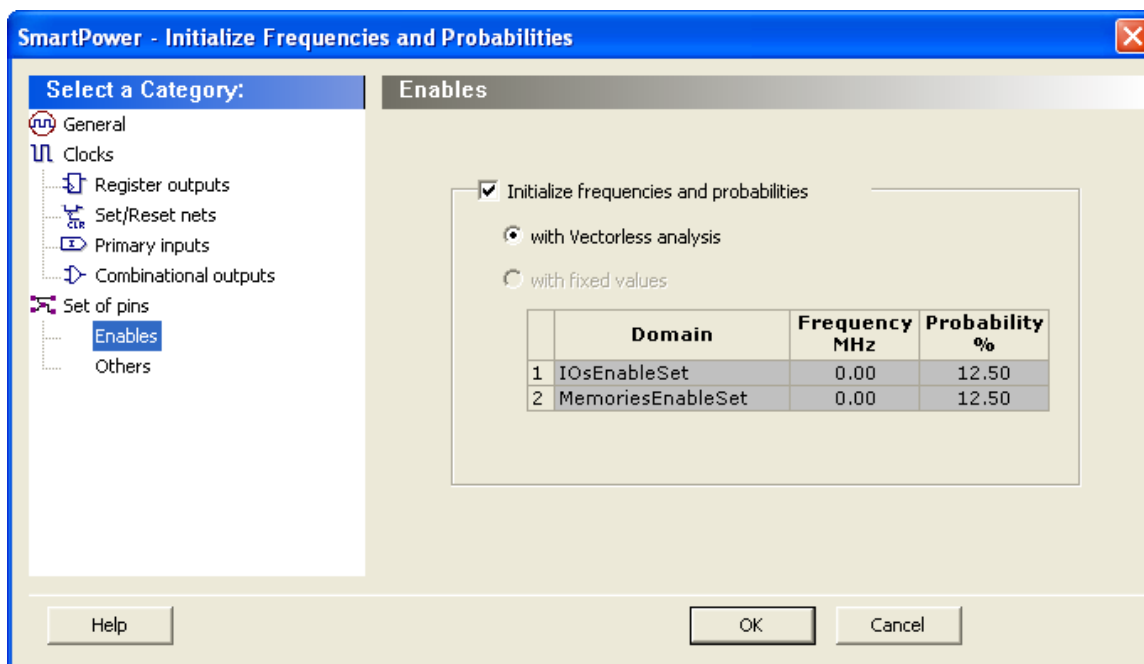 SmartPower - Initialize Frequencies and Probabilities
Select a Category:
General
Clocks
Register outputs
Set/Reset nets
CLR
Primary inputs
Combinational outputs
Set of pins
Enables
Others
Enables
Initialize frequencies and probabilities
with Vectorless analysis
with fixed values
Domain Frequency MHz Probability %
1 IOsEnableSet 0.00 12.50
2 MemoriesEnableSet 0.00 12.50
Help OK Cancel